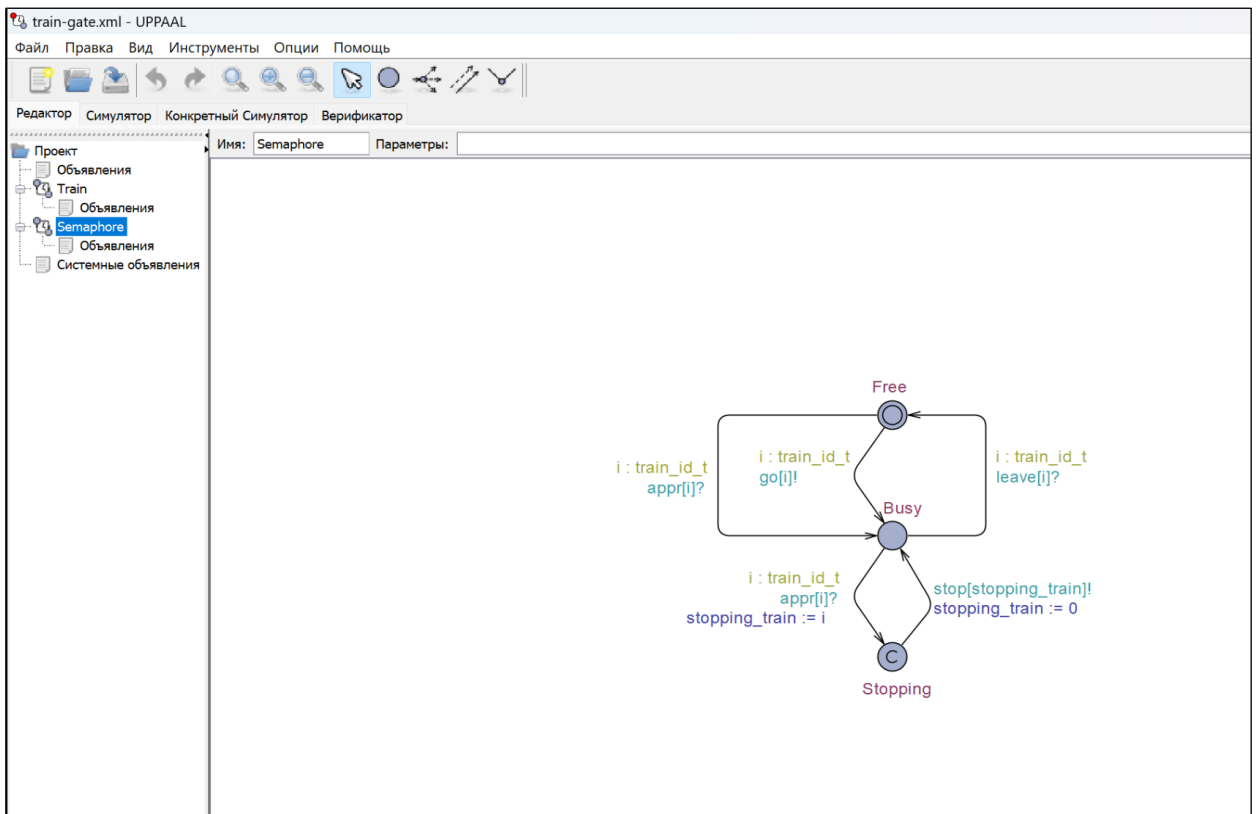 train-gate.xml - UPPAAL
Файл Правка Вид Инструменты Опции Помощь
Редактор Симулятор Конкретный Симулятор Верификатор
Проект
Объявления
Train
Объявления
Semaphore
Объявления
Системные объявления
Имя: Semaphore Параметры:
Free
i : train_id_t
appr[i]?
i : train_id_t
go[i]!
i : train_id_t
leave[i]?
Busy
i : train_id_t
appr[i]?
stopping_train := i
stop[stopping_train]!
stopping_train := 0
C
Stopping